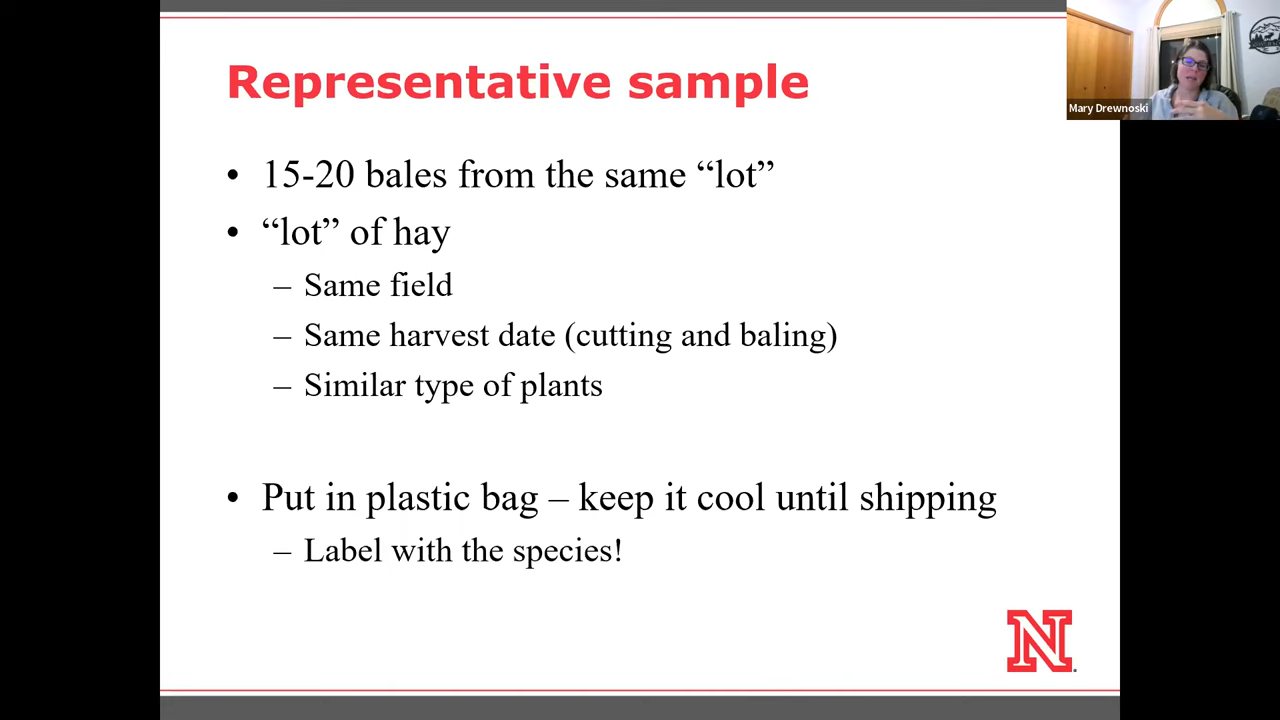 Representative sample
Mary Drewnoski
• 15-20 bales from the same “lot”
• “lot” of hay
– Same field
– Same harvest date (cutting and baling)
– Similar type of plants
• Put in plastic bag – keep it cool until shipping
– Label with the species!
N